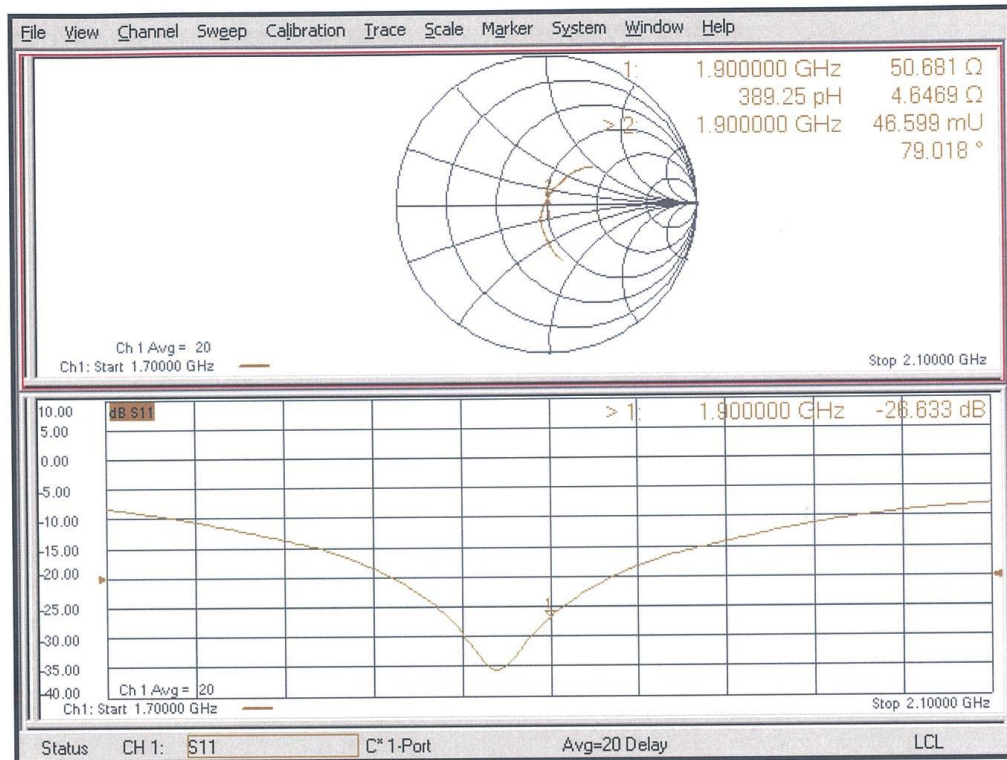 File View Channel Sweep Calibration Trace Scale Marker System Window Help
1: 1.900000 GHz 50.681 Ω
389.25 pH 4.6469 Ω
> 2: 1.900000 GHz 46.599 mU
79.018 °
Ch 1 Avg = 20
Ch1: Start 1.70000 GHz
Stop 2.10000 GHz
10.00
dB S11
> 1: 1.900000 GHz -26.633 dB
5.00
0.00
-5.00
-10.00
-15.00
-20.00
-25.00
1
-30.00
-35.00
-40.00
Ch 1 Avg = 20
Ch1: Start 1.70000 GHz
Stop 2.10000 GHz
Status CH 1: S11 C* 1-Port Avg=20 Delay LCL